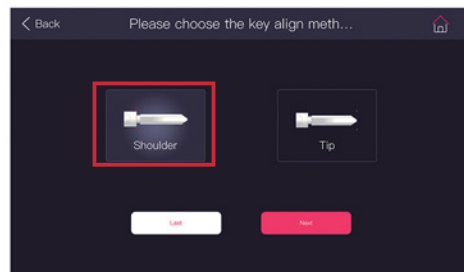 Back
Please choose the key align meth...
Shoulder
Tip
Last
Next